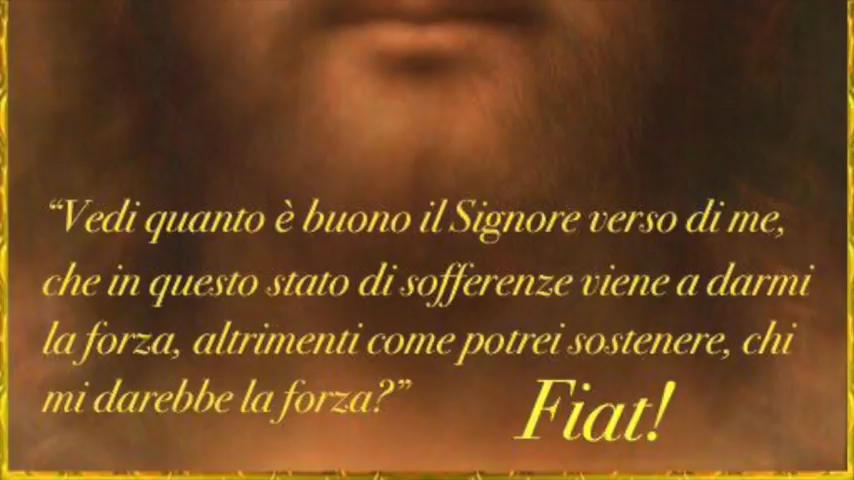 “Vedi quanto è buono il Signore verso di me,
che in questo stato di sofferenze viene a darmi
la forza, altrimenti come potrei sostenere, chi
mi darebbe la forza?”
Fiat!